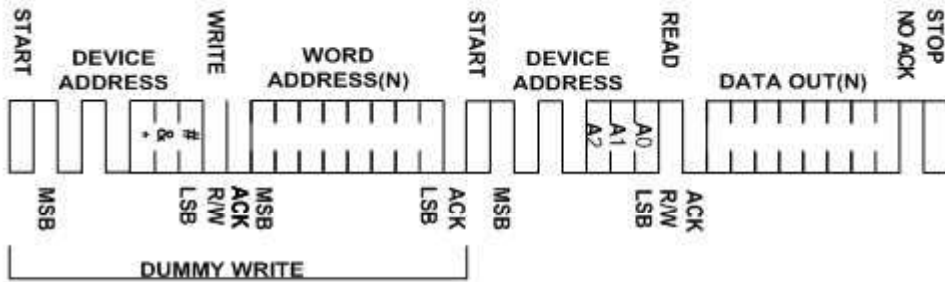 START
DEVICE
ADDRESS
WRITE
WORD
ADDRESS(N)
START
DEVICE
ADDRESS
READ
DATA OUT(N)
NO ACK
STOP
* & #
A2 A1 A0
MSB
LSB
R/W
ACK
MSB
LSB
ACK
MSB
LSB
R/W
ACK
DUMMY WRITE